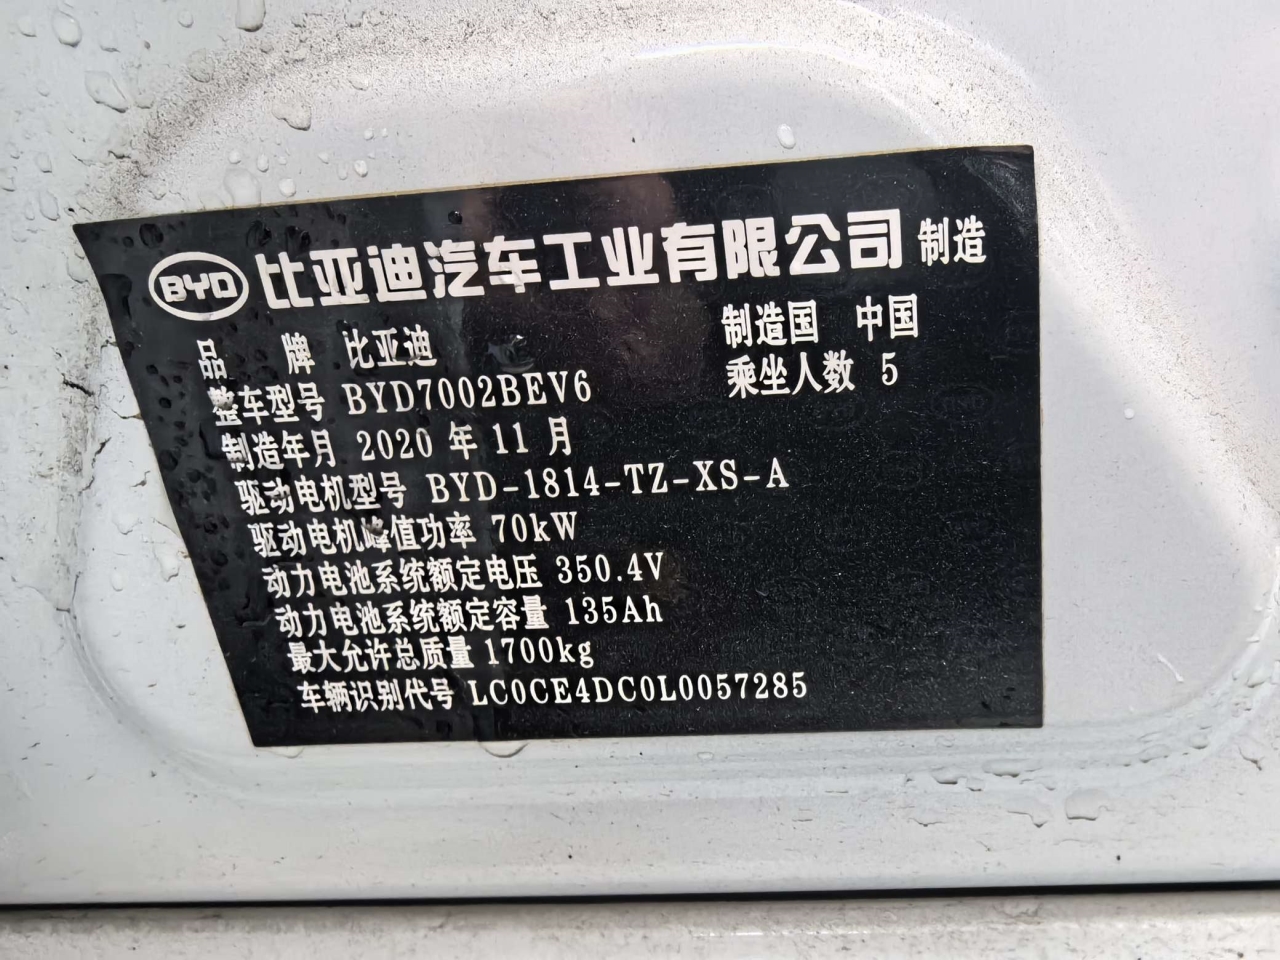 BYD 比亚迪汽车工业有限公司 制造
品 牌 比亚迪 制造国 中国
整车型号 BYD7002BEV6 乘坐人数 5
制造年月 2020 年 11 月
驱动电机型号 BYD-1814-TZ-XS-A
驱动电机峰值功率 70kW
动力电池系统额定电压 350.4V
动力电池系统额定容量 135Ah
最大允许总质量 1700kg
车辆识别代号 LC0CE4DC0L0057285